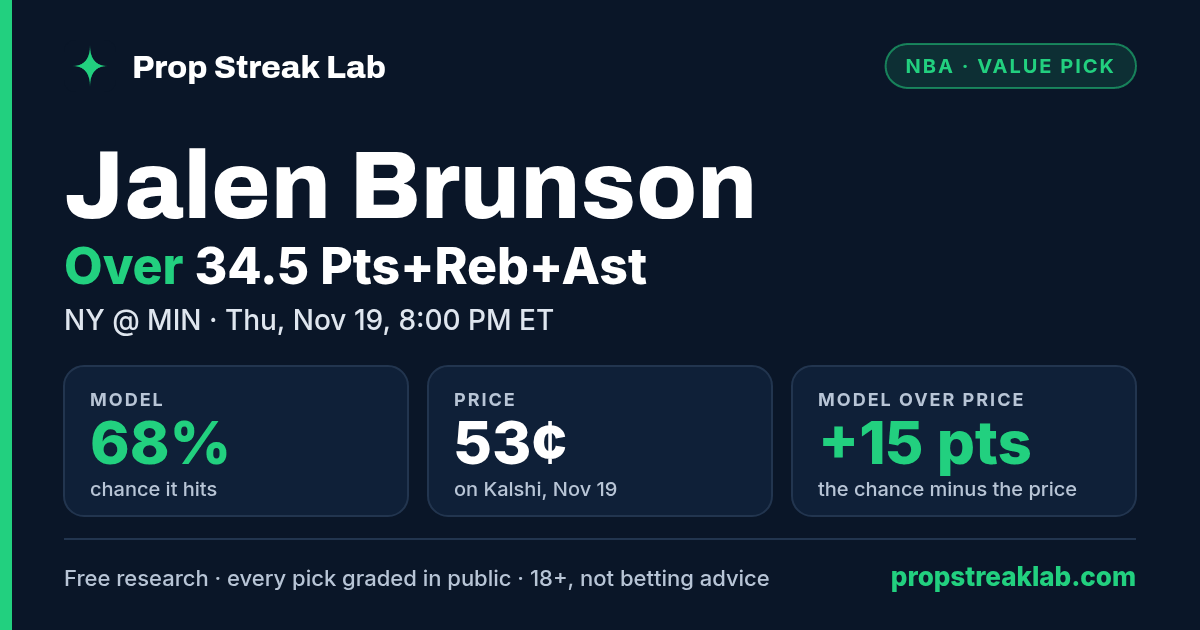 Prop Streak Lab
NBA · VALUE PICK
Jalen Brunson
Over 34.5 Pts+Reb+Ast
NY @ MIN · Thu, Nov 19, 8:00 PM ET
MODEL
68%
chance it hits
PRICE
53¢
on Kalshi, Nov 19
MODEL OVER PRICE
+15 pts
the chance minus the price
Free research · every pick graded in public · 18+, not betting advice
propstreaklab.com